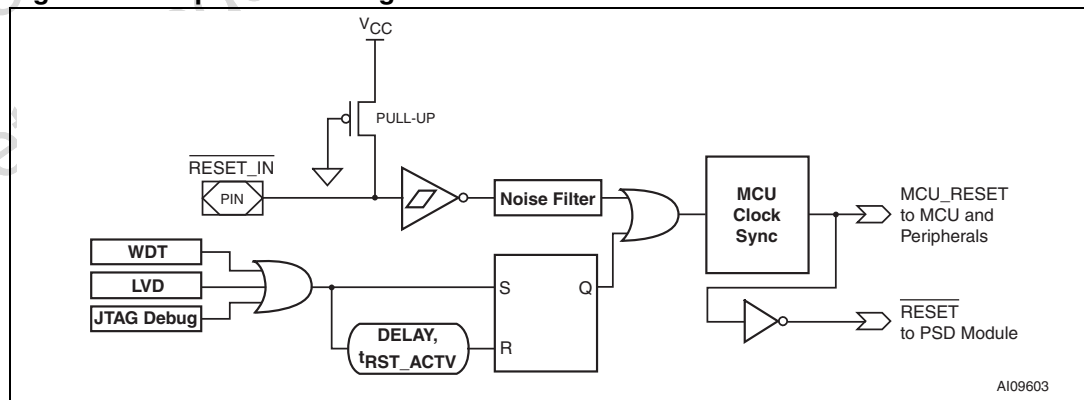 VCC
PULL-UP
RESET_IN
PIN
Noise Filter
MCU
Clock
Sync
MCU_RESET
to MCU and
Peripherals
WDT
LVD
JTAG Debug
S
Q
R
DELAY,
tRST_ACTV
RESET
to PSD Module
AI09603